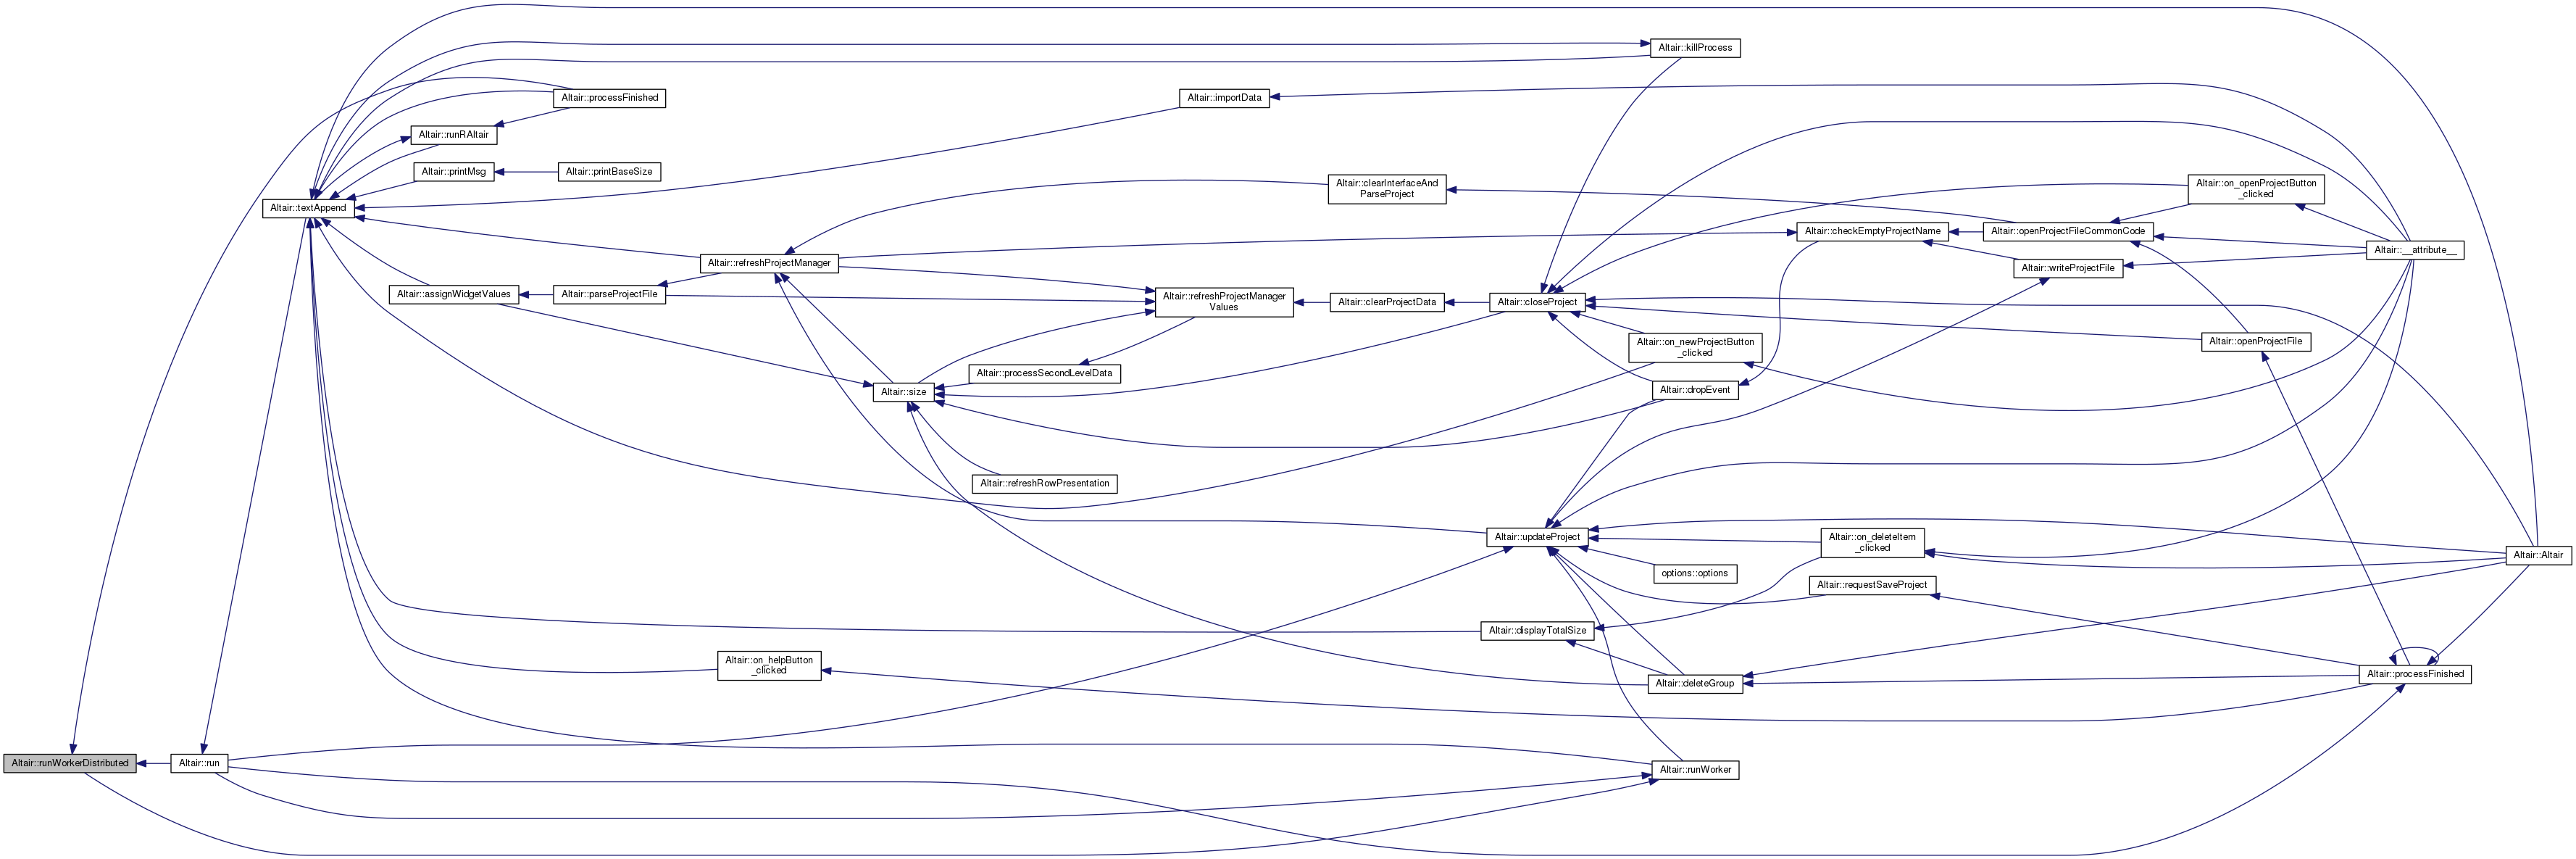 Altair::killProcess
Altair::processFinished
Altair::importData
Altair::runRAltair
Altair::printMsg
Altair::printBaseSize
Altair::clearInterfaceAnd
ParseProject
Altair::on_openProjectButton
_clicked
Altair::textAppend
Altair::checkEmptyProjectName
Altair::openProjectFileCommonCode
Altair::__attribute__
Altair::refreshProjectManager
Altair::writeProjectFile
Altair::assignWidgetValues
Altair::parseProjectFile
Altair::refreshProjectManager
Values
Altair::clearProjectData
Altair::closeProject
Altair::on_newProjectButton
_clicked
Altair::openProjectFile
Altair::processSecondLevelData
Altair::size
Altair::dropEvent
Altair::refreshRowPresentation
Altair::updateProject
Altair::on_deleteItem
_clicked
Altair::Altair
options::options
Altair::requestSaveProject
Altair::displayTotalSize
Altair::on_helpButton
_clicked
Altair::deleteGroup
Altair::processFinished
Altair::runWorkerDistributed
Altair::run
Altair::runWorker